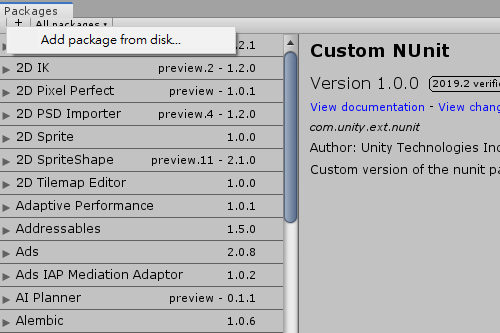 Packages
+ All packages
Add package from disk...
.2.1
2D IK preview.2 - 1.2.0
2D Pixel Perfect preview - 1.0.1
2D PSD Importer preview.4 - 1.2.0
2D Sprite 1.0.0
2D SpriteShape preview.11 - 2.1.0
2D Tilemap Editor 1.0.0
Adaptive Performance 1.0.1
Addressables 1.5.0
Ads 2.0.8
Ads IAP Mediation Adaptor 1.0.2
AI Planner preview - 0.1.1
Alembic 1.0.6
Custom NUnit
Version 1.0.0 2019.2 verifie
View documentation - View chang
com.unity.ext.nunit
Author: Unity Technologies Inc
Custom version of the nunit pa